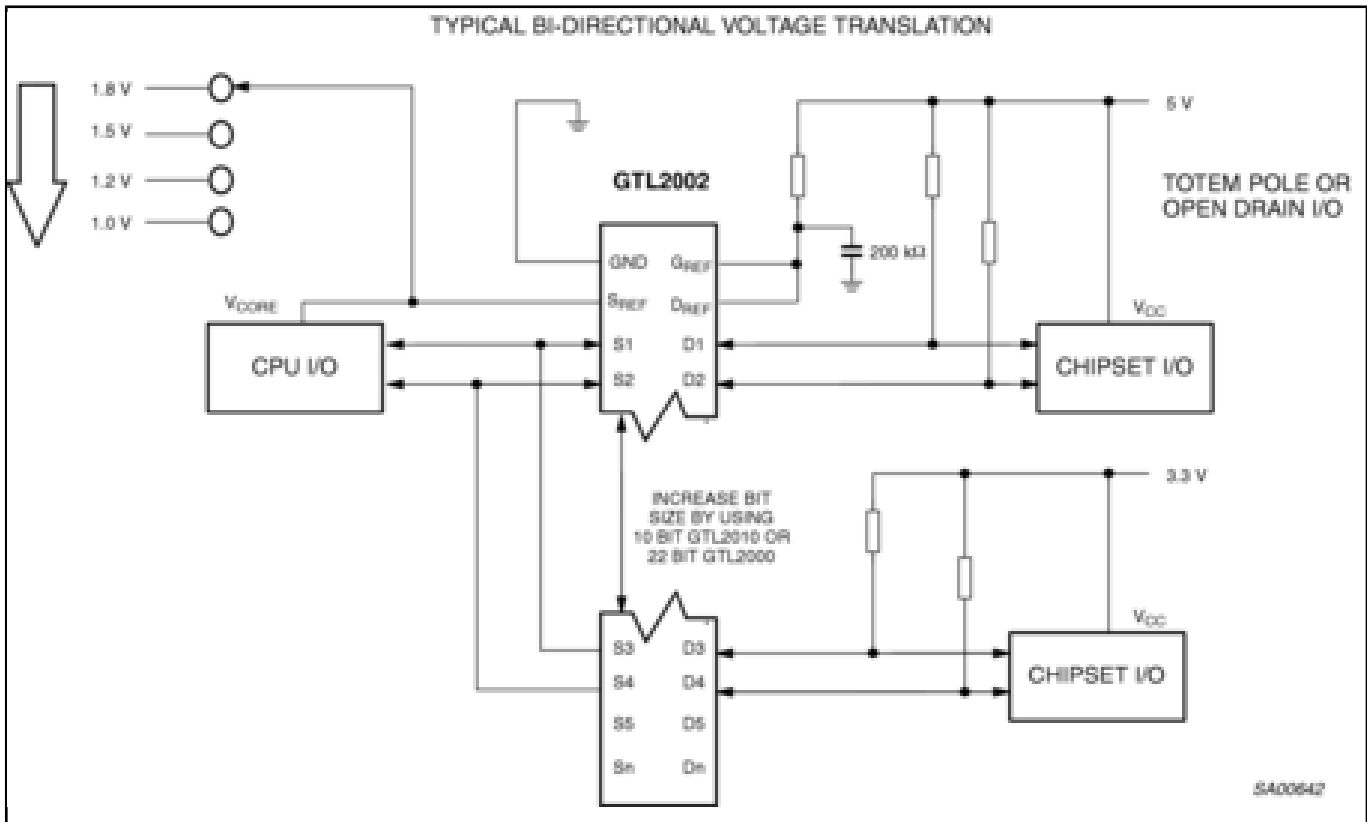 TYPICAL BI-DIRECTIONAL VOLTAGE TRANSLATION
1.8 V
1.5 V
1.2 V
1.0 V
5 V
GTL2002
TOTEM POLE OR
OPEN DRAIN I/O
200 kΩ
GND
GREF
SREF
DREF
VCORE
VCC
CPU I/O
S1
D1
S2
D2
CHIPSET I/O
3.3 V
INCREASE BIT
SIZE BY USING
10 BIT GTL2010 OR
22 BIT GTL2000
VCC
S3
D3
S4
D4
CHIPSET I/O
S5
D5
Sn
Dn
SA00642